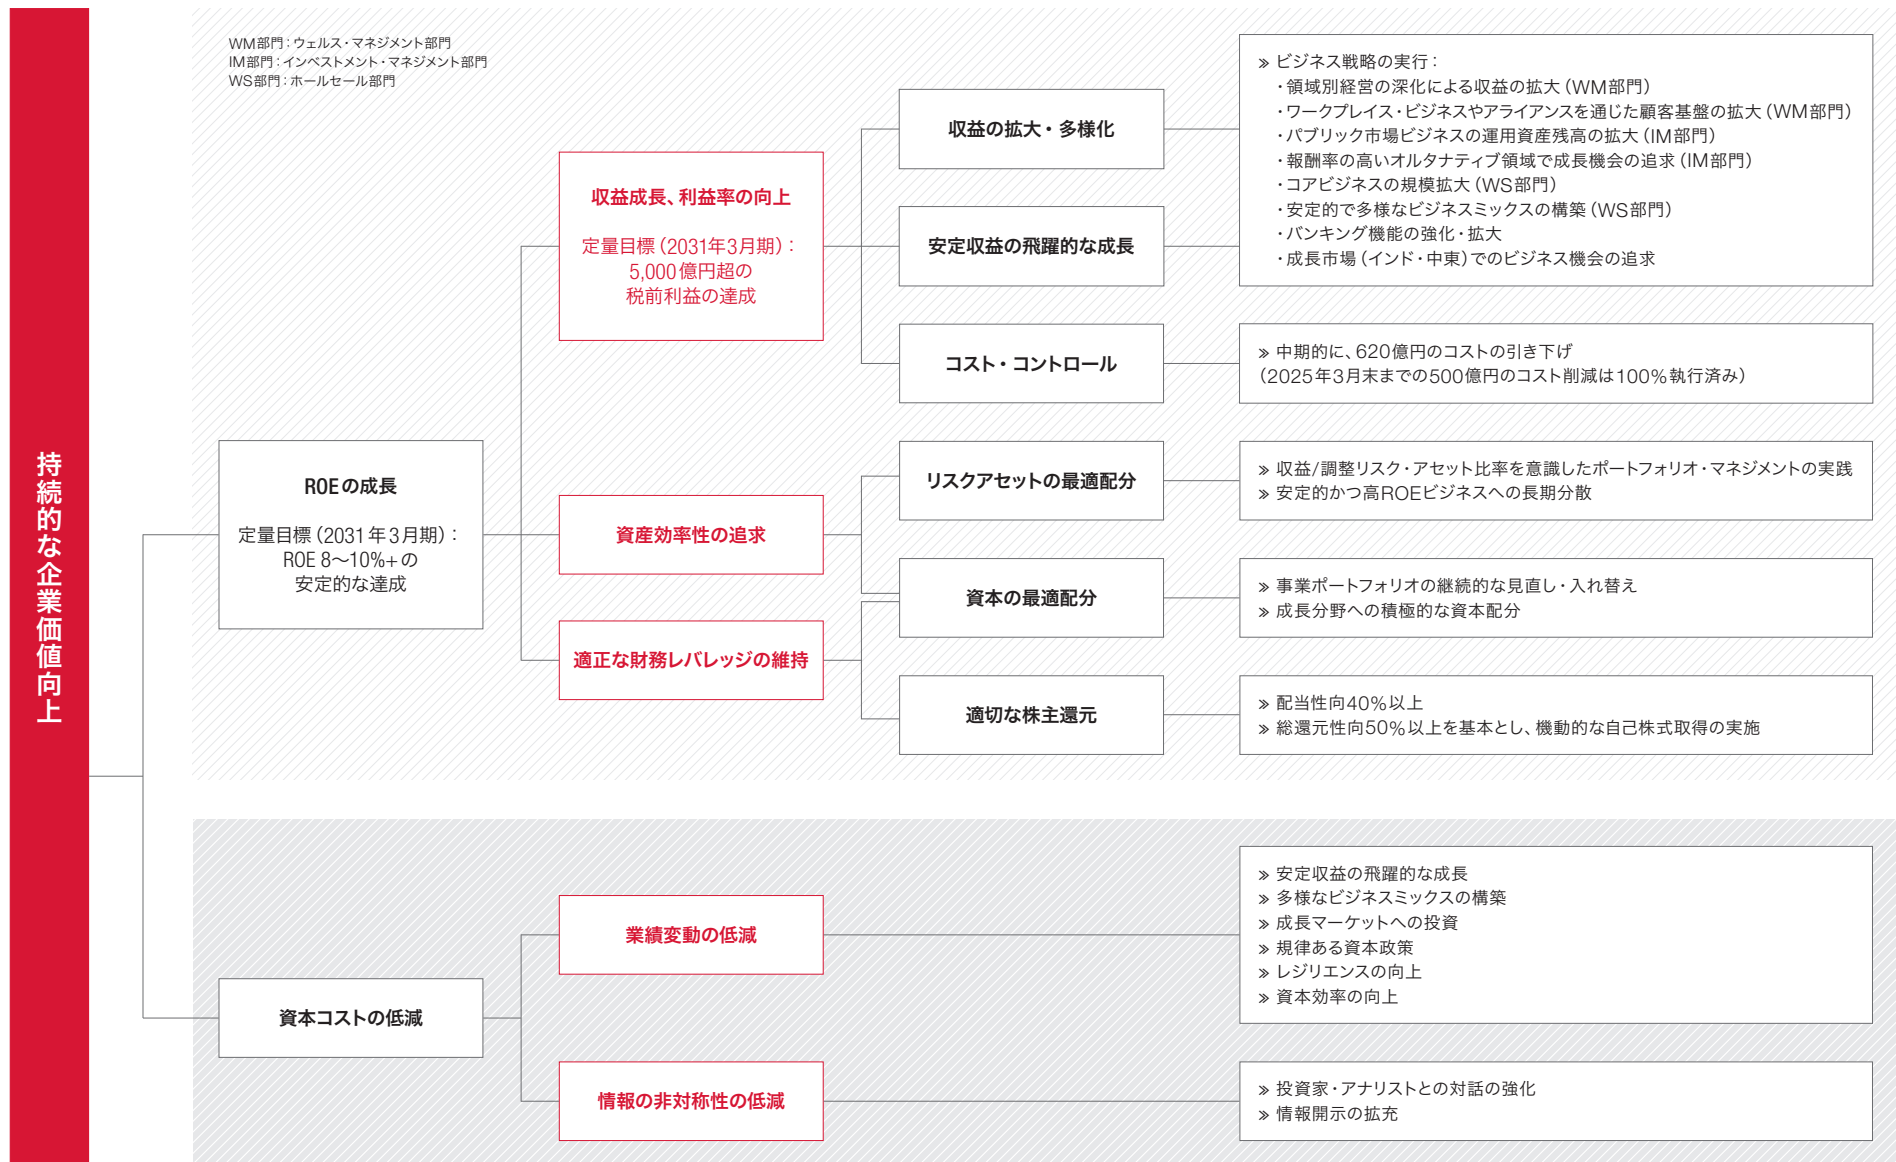 持続的な企業価値向上
WM部門：ウェルス・マネジメント部門
IM部門：インベストメント・マネジメント部門
WS部門：ホールセール部門
ROEの成長
定量目標（2031年3月期）：
ROE 8～10%+の
安定的な達成
収益成長、利益率の向上
定量目標（2031年3月期）：
5,000億円超の
税前利益の達成
収益の拡大・多様化
安定収益の飛躍的な成長
» ビジネス戦略の実行：
・領域別経営の深化による収益の拡大（WM部門）
・ワークプレイス・ビジネスやアライアンスを通じた顧客基盤の拡大（WM部門）
・パブリック市場ビジネスの運用資産残高の拡大（IM部門）
・報酬率の高いオルタナティブ領域で成長機会の追求（IM部門）
・コアビジネスの規模拡大（WS部門）
・安定的で多様なビジネスミックスの構築（WS部門）
・バンキング機能の強化・拡大
・成長市場（インド・中東）でのビジネス機会の追求
コスト・コントロール
» 中期的に、620億円のコストの引き下げ
（2025年3月末までの500億円のコスト削減は100%執行済み）
資産効率性の追求
リスクアセットの最適配分
» 収益/調整リスク・アセット比率を意識したポートフォリオ・マネジメントの実践
» 安定的かつ高ROEビジネスへの長期分散
資本の最適配分
» 事業ポートフォリオの継続的な見直し・入れ替え
» 成長分野への積極的な資本配分
適正な財務レバレッジの維持
適切な株主還元
» 配当性向40%以上
» 総還元性向50%以上を基本とし、機動的な自己株式取得の実施
資本コストの低減
業績変動の低減
» 安定収益の飛躍的な成長
» 多様なビジネスミックスの構築
» 成長マーケットへの投資
» 規律ある資本政策
» レジリエンスの向上
» 資本効率の向上
情報の非対称性の低減
» 投資家・アナリストとの対話の強化
» 情報開示の拡充